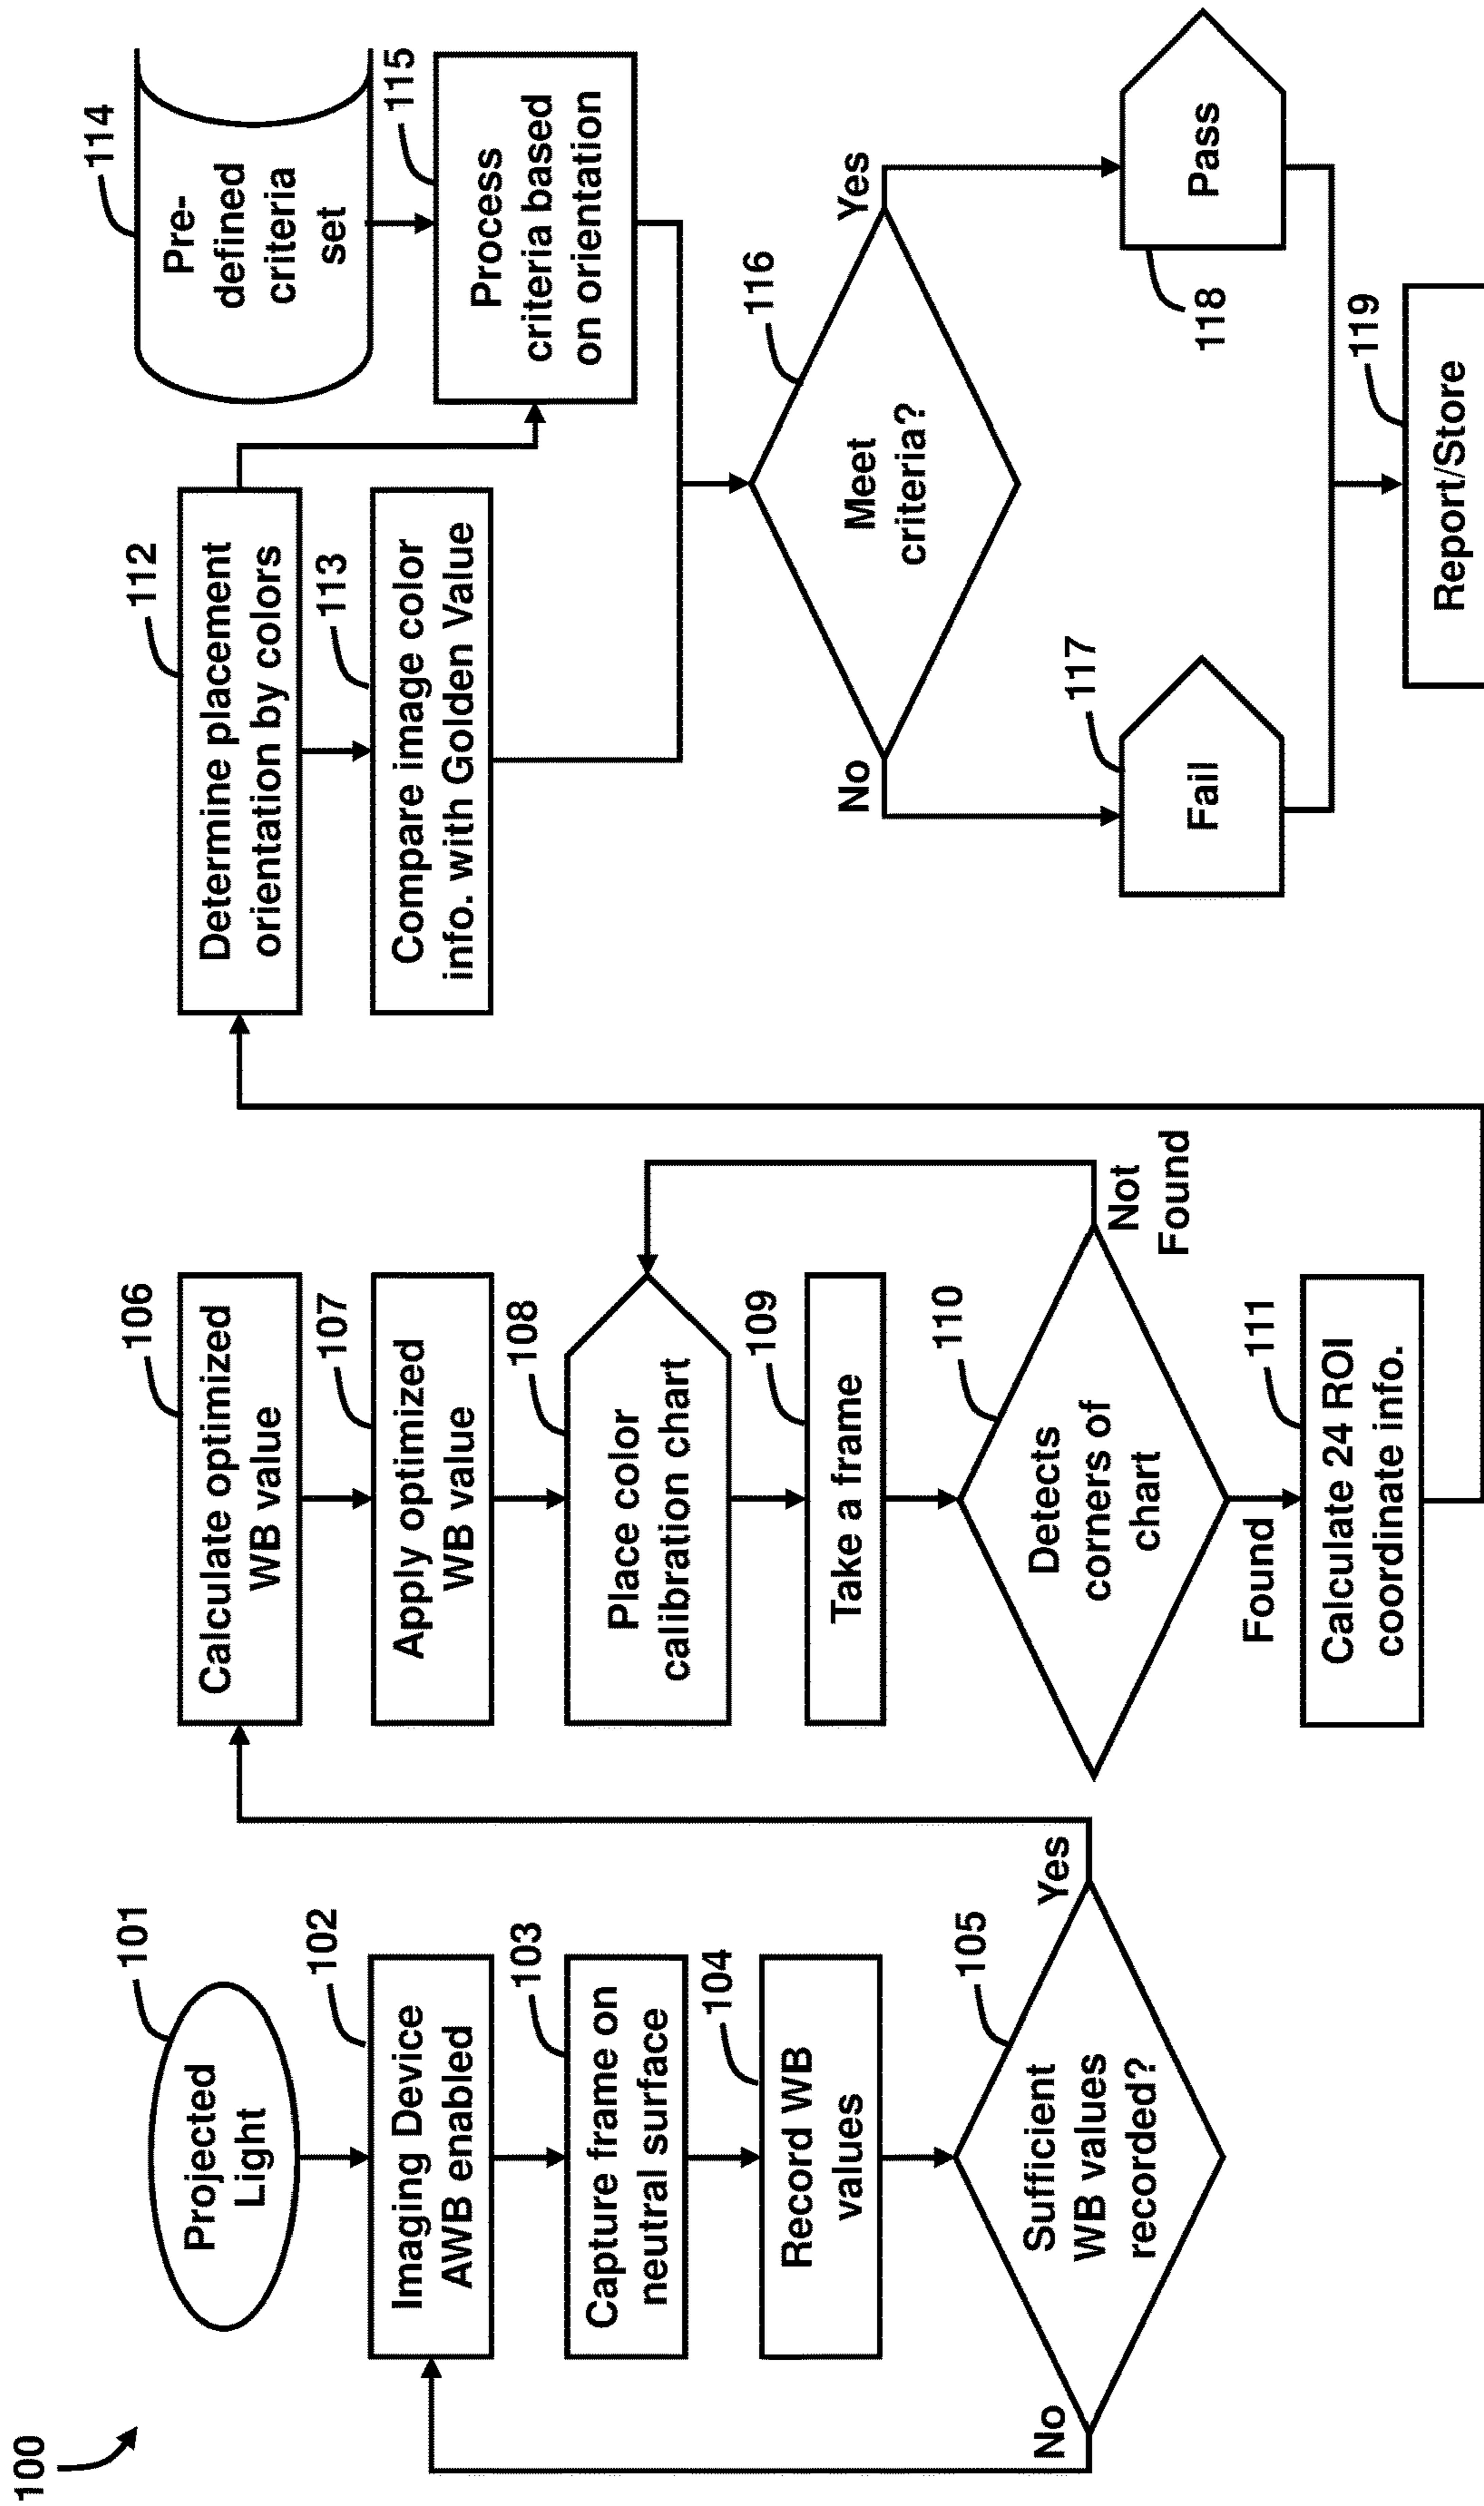 100
101
Projected
Light
102
Imaging Device
AWB enabled
103
Capture frame on
neutral surface
104
Record WB
values
105
Sufficient
WB values
recorded?
No
Yes
106
Calculate optimized
WB value
107
Apply optimized
WB value
108
Place color
calibration chart
109
Take a frame
110
Detects
corners of
chart
Not
Found
Found
111
Calculate 24 ROI
coordinate info.
112
Determine placement
orientation by colors
113
Compare image color
info. with Golden Value
114
Pre-
defined
criteria
set
115
Process
criteria based
on orientation
116
Meet
criteria?
No
Yes
117
Fail
118
Pass
119
Report/Store